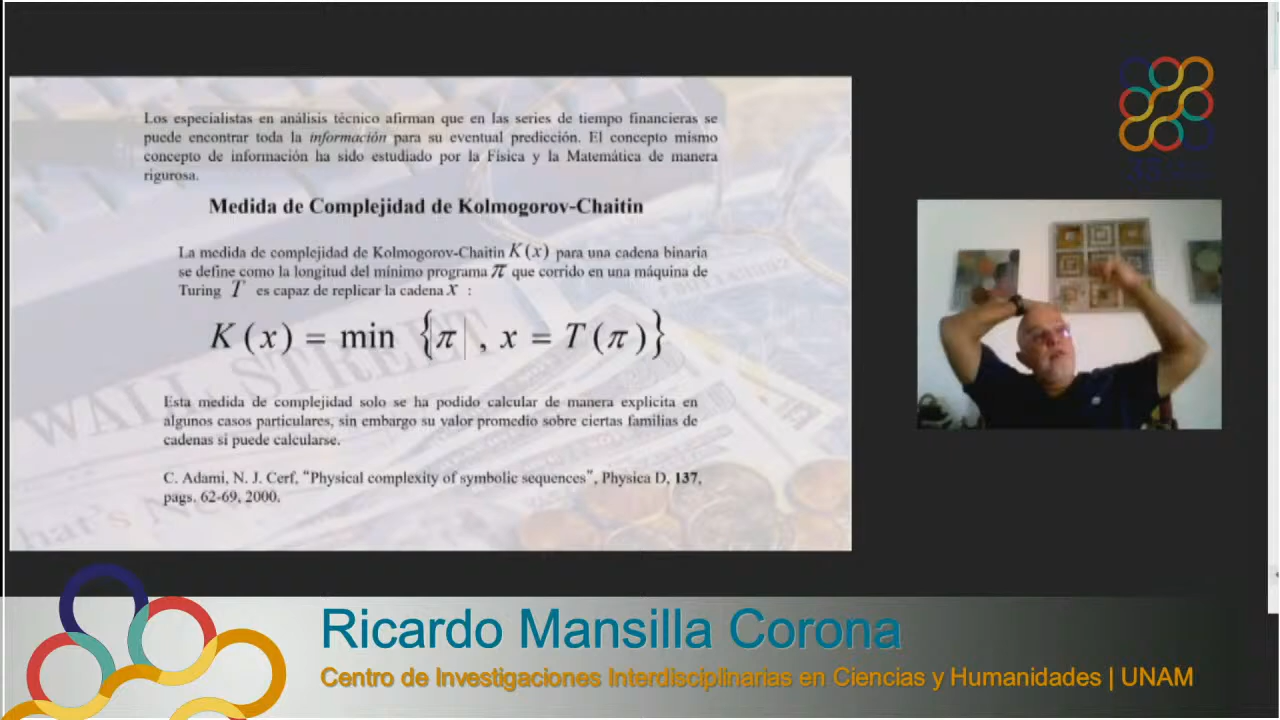 Los especialistas en análisis técnico afirman que en las series de tiempo financieras se
puede encontrar toda la información para su eventual predicción. El concepto mismo
concepto de información ha sido estudiado por la Física y la Matemática de manera
rigurosa.
Medida de Complejidad de Kolmogorov-Chaitin
La medida de complejidad de Kolmogorov-Chaitin K(x) para una cadena binaria
se define como la longitud del mínimo programa π que corrido en una máquina de
Turing T es capaz de replicar la cadena x :
K(x) = min {|π| , x = T(π)}
Esta medida de complejidad solo se ha podido calcular de manera explicita en
algunos casos particulares, sin embargo su valor promedio sobre ciertas familias de
cadenas si puede calcularse.
C. Adami, N. J. Cerf, "Physical complexity of symbolic sequences", Physica D, 137,
pags. 62-69, 2000.
WALL STREET
hat's Ne
Ricardo Mansilla Corona
Centro de Investigaciones Interdisciplinarias en Ciencias y Humanidades | UNAM